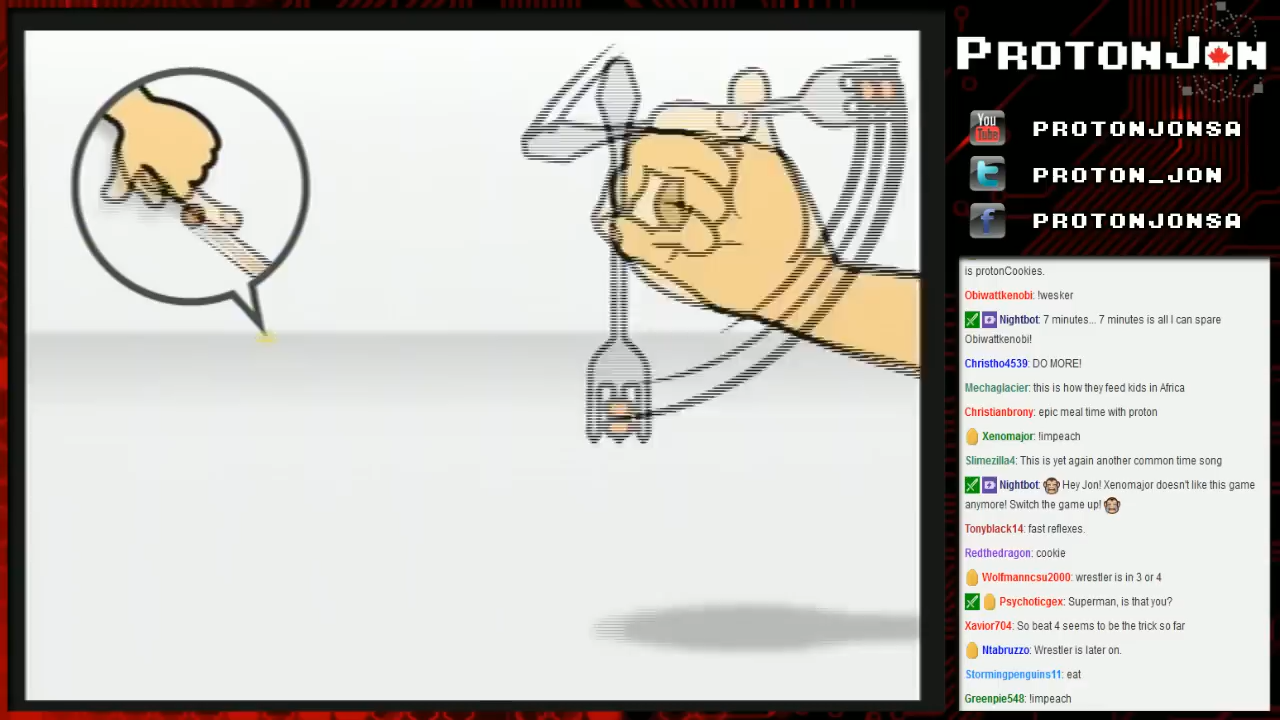 PROTONJON
You Tube PROTONJONSA
PROTON_JON
f PROTONJONSA
is protonCookies.
Obiwattkenobi: !wesker
Nightbot: 7 minutes... 7 minutes is all I can spare
Obiwattkenobi!
Christho4539: DO MORE!
Mechaglacier: this is how they feed kids in Africa
Christianbrony: epic meal time with proton
Xenomajor: !impeach
Slimezilla4: This is yet again another common time song
Nightbot: Hey Jon! Xenomajor doesn't like this game
anymore! Switch the game up!
Tonyblack14: fast reflexes.
Redthedragon: cookie
Wolfmanncsu2000: wrestler is in 3 or 4
Psychoticgex: Superman, is that you?
Xavior704: So beat 4 seems to be the trick so far
Ntabruzzo: Wrestler is later on.
Stormingpenguins11: eat
Greenpie548: !impeach